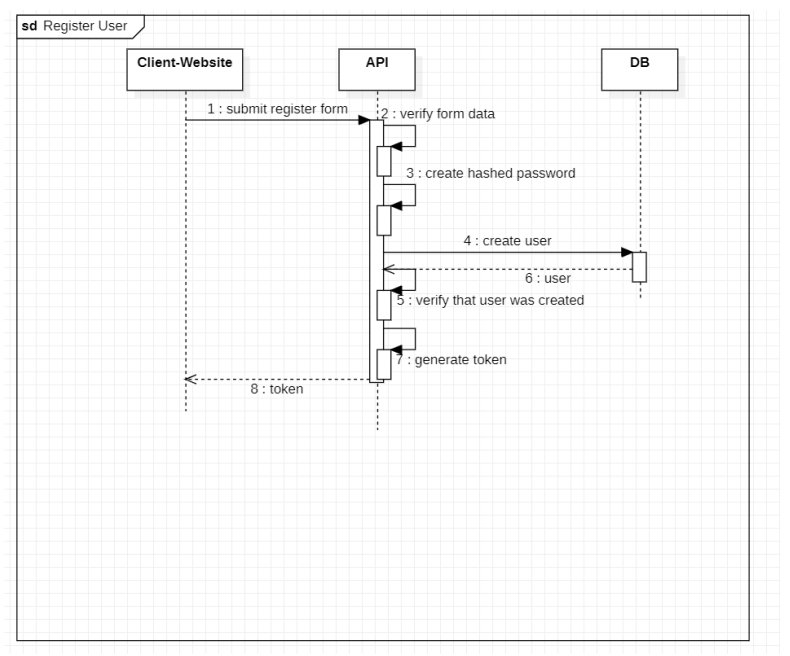 sd Register User
Client-Website
API
DB
1 : submit register form
2 : verify form data
3 : create hashed password
4 : create user
6 : user
5 : verify that user was created
7 : generate token
8 : token